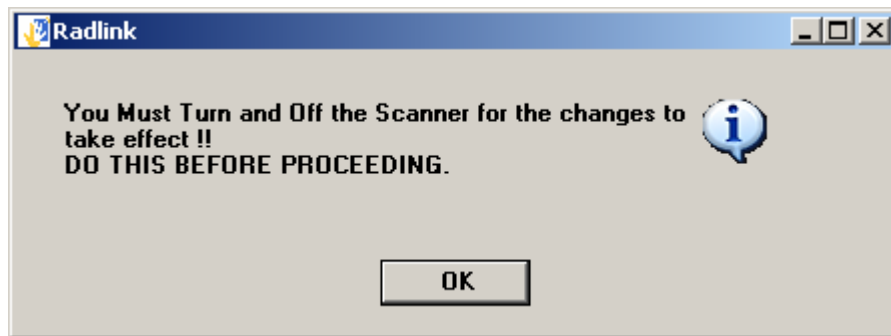 Radlink
You Must Turn and Off the Scanner for the changes to
take effect !!
DO THIS BEFORE PROCEEDING.
OK